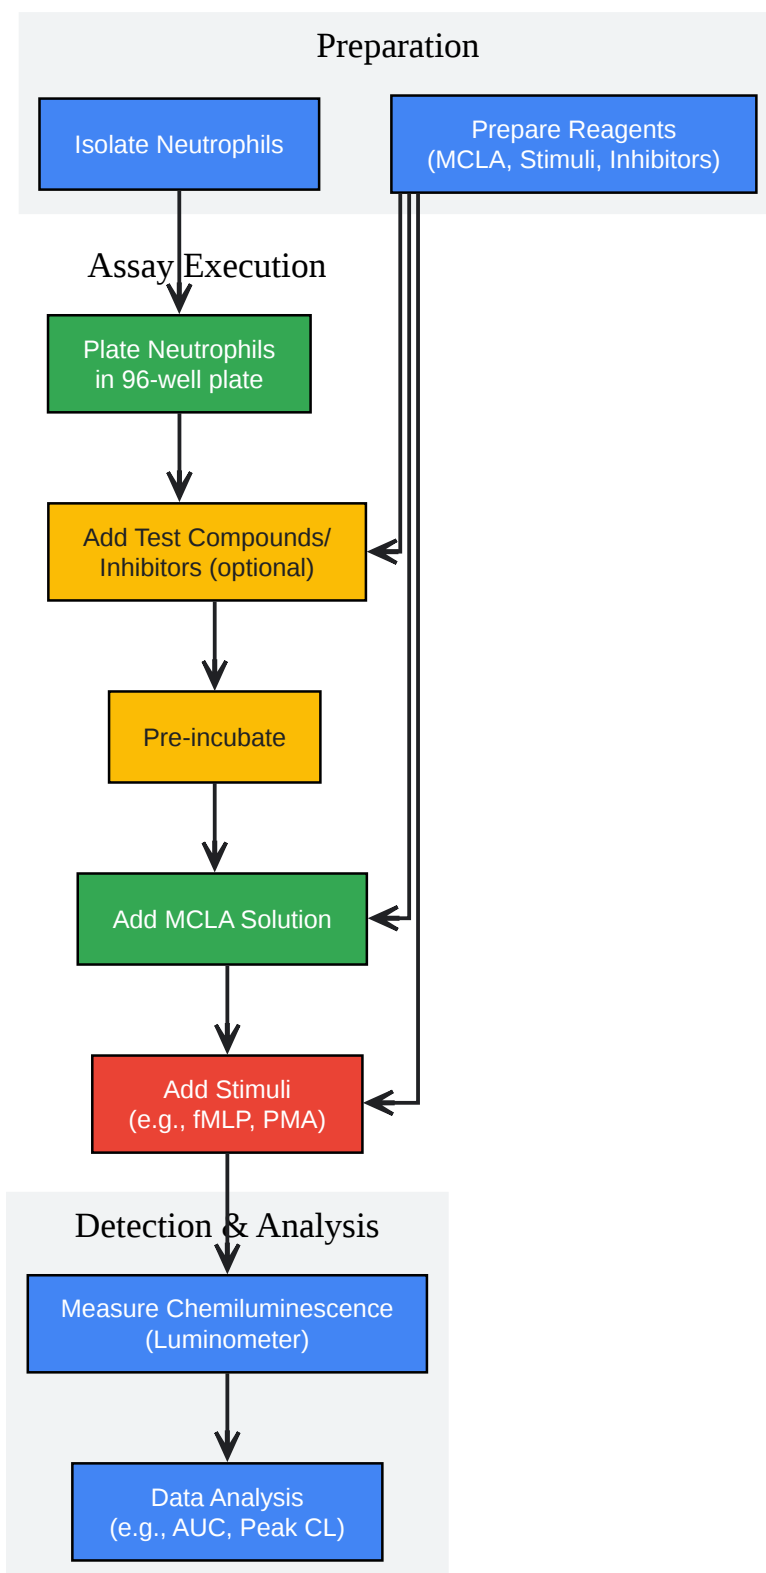 Preparation
Isolate Neutrophils
Prepare Reagents
(MCLA, Stimuli, Inhibitors)
Assay Execution
Plate Neutrophils
in 96-well plate
Add Test Compounds/
Inhibitors (optional)
Pre-incubate
Add MCLA Solution
Add Stimuli
(e.g., fMLP, PMA)
Detection & Analysis
Measure Chemiluminescence
(Luminometer)
Data Analysis
(e.g., AUC, Peak CL)